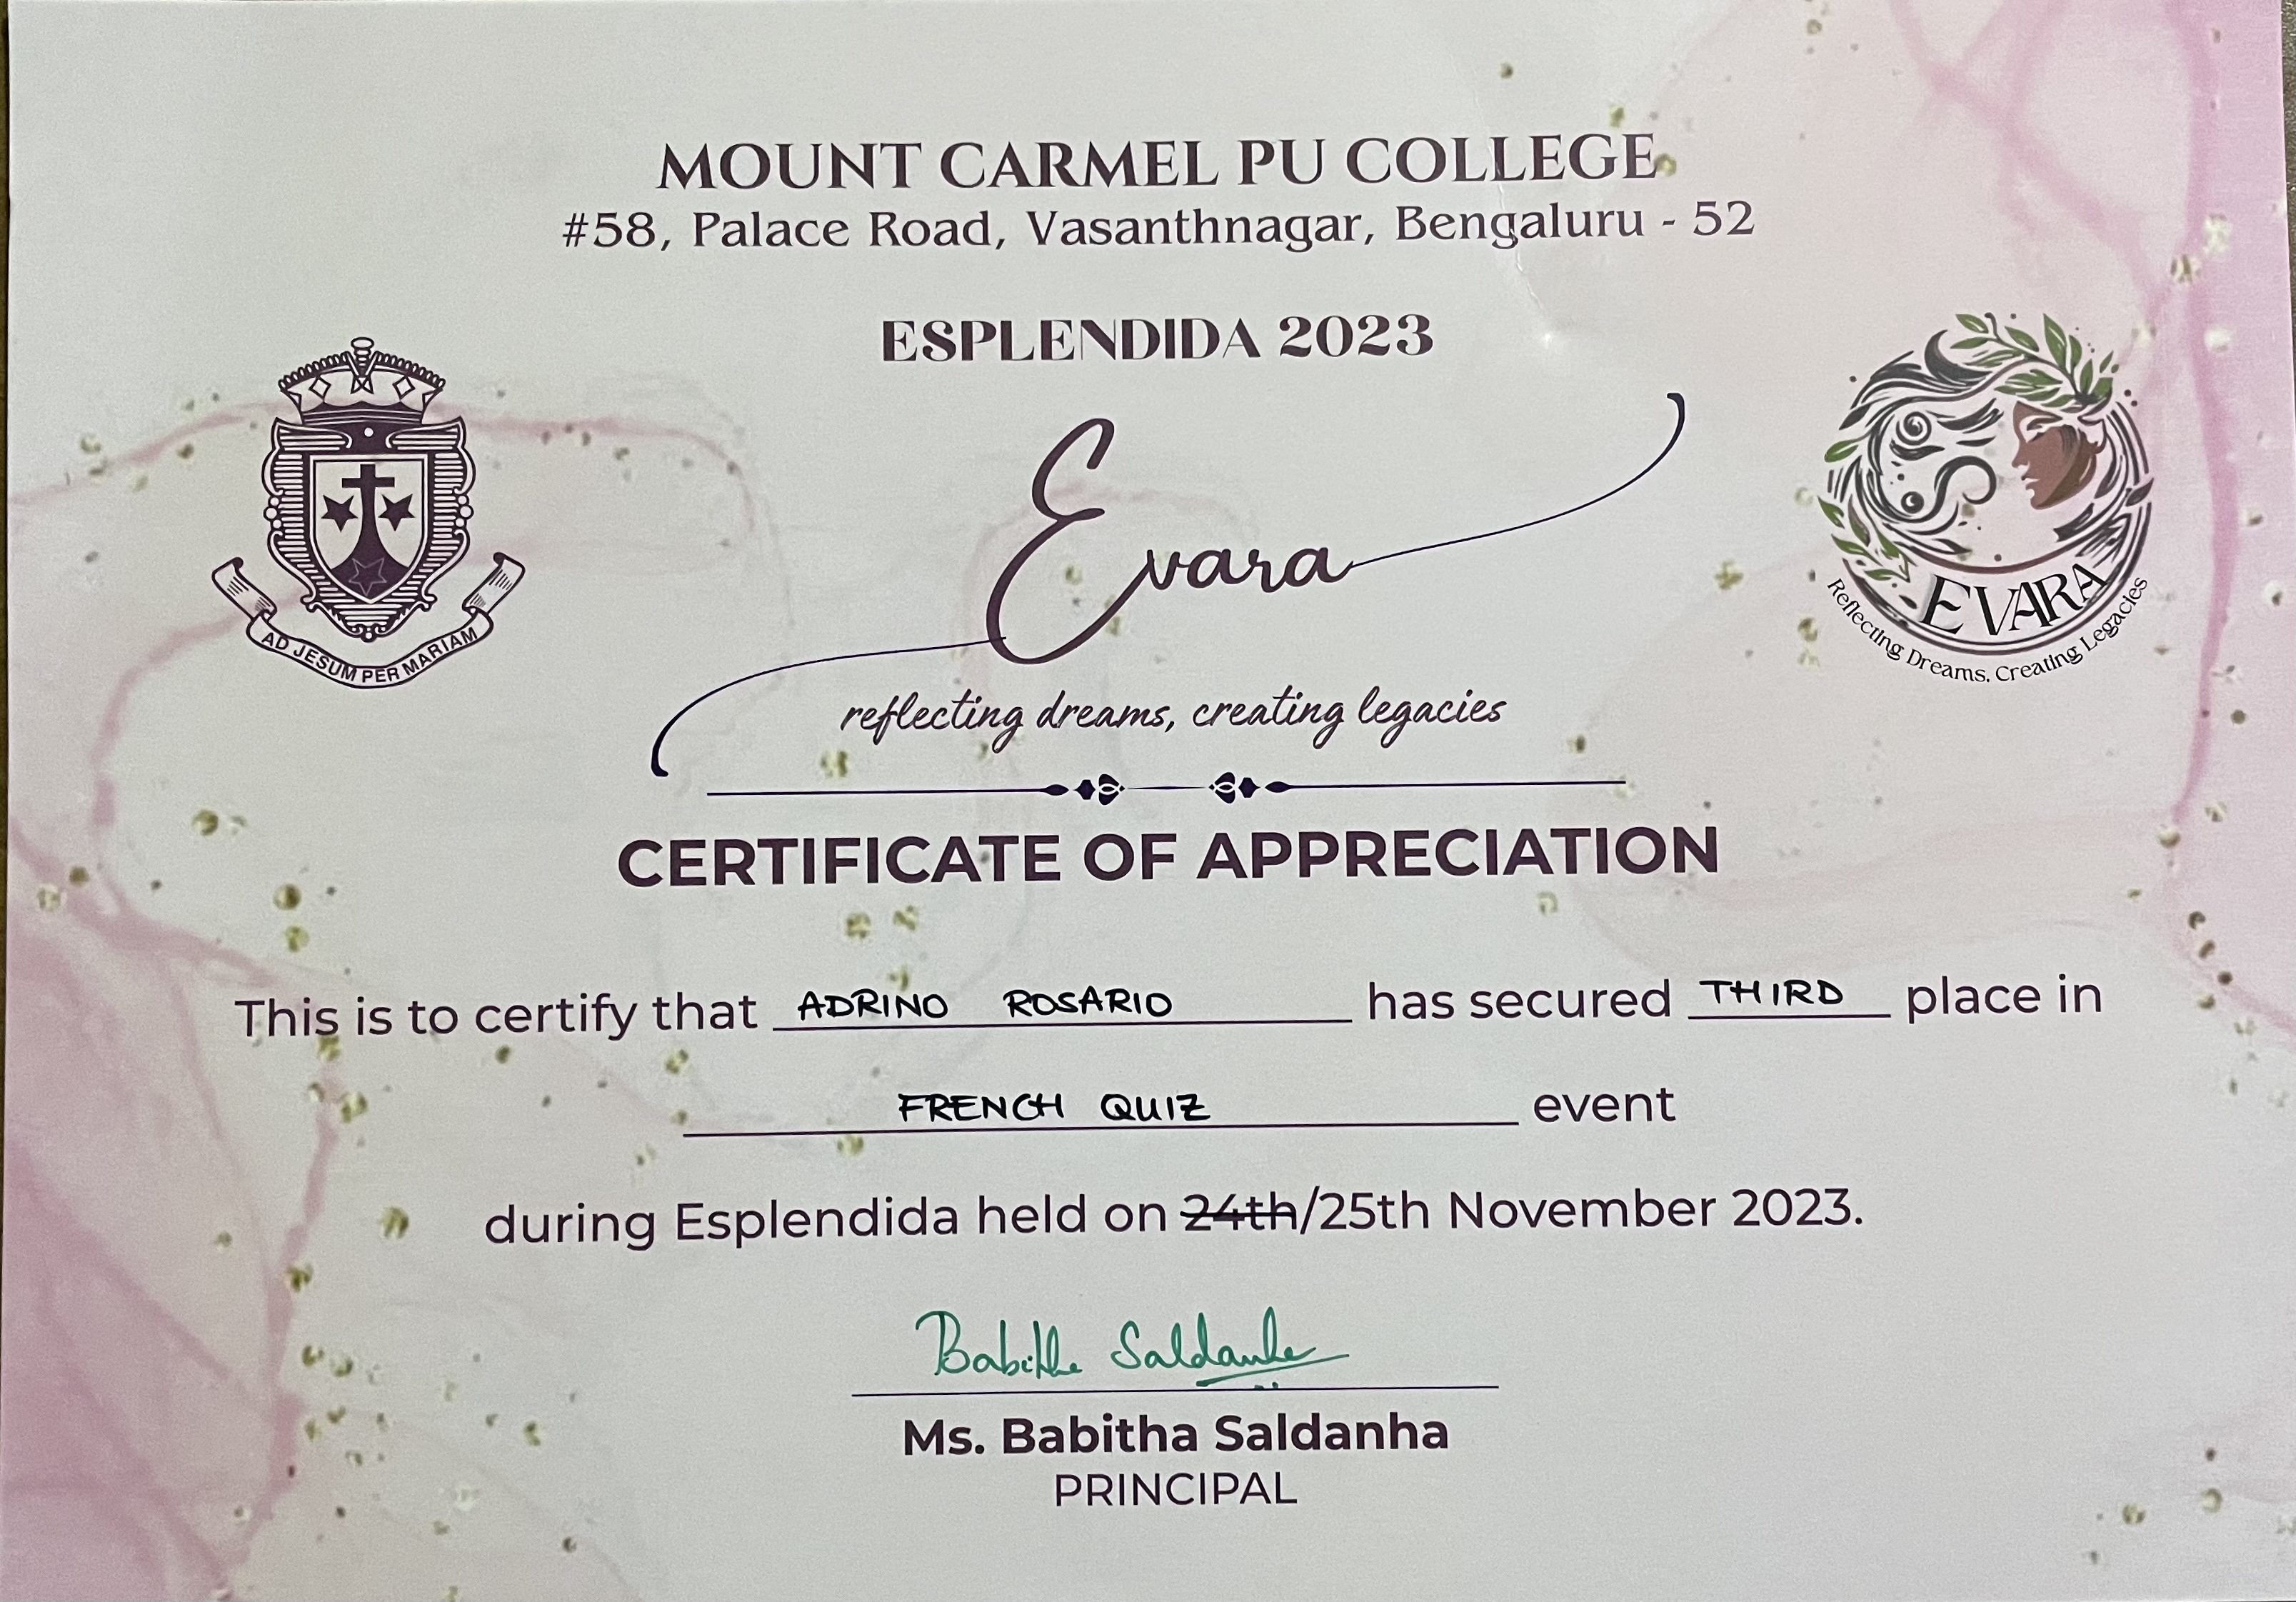 MOUNT CARMEL PU COLLEGE
#58, Palace Road, Vasanthnagar, Bengaluru - 52
ESPLENDIDA 2023
AD JESUM PER MARIAM
Evara
reflecting dreams, creating legacies
EVARA
Reflecting Dreams, Creating Legacies
CERTIFICATE OF APPRECIATION
This is to certify that ADRINO ROSARIO has secured THIRD place in
FRENCH QUIZ event
during Esplendida held on 24th/25th November 2023.
Babitha Saldanha
Ms. Babitha Saldanha
PRINCIPAL